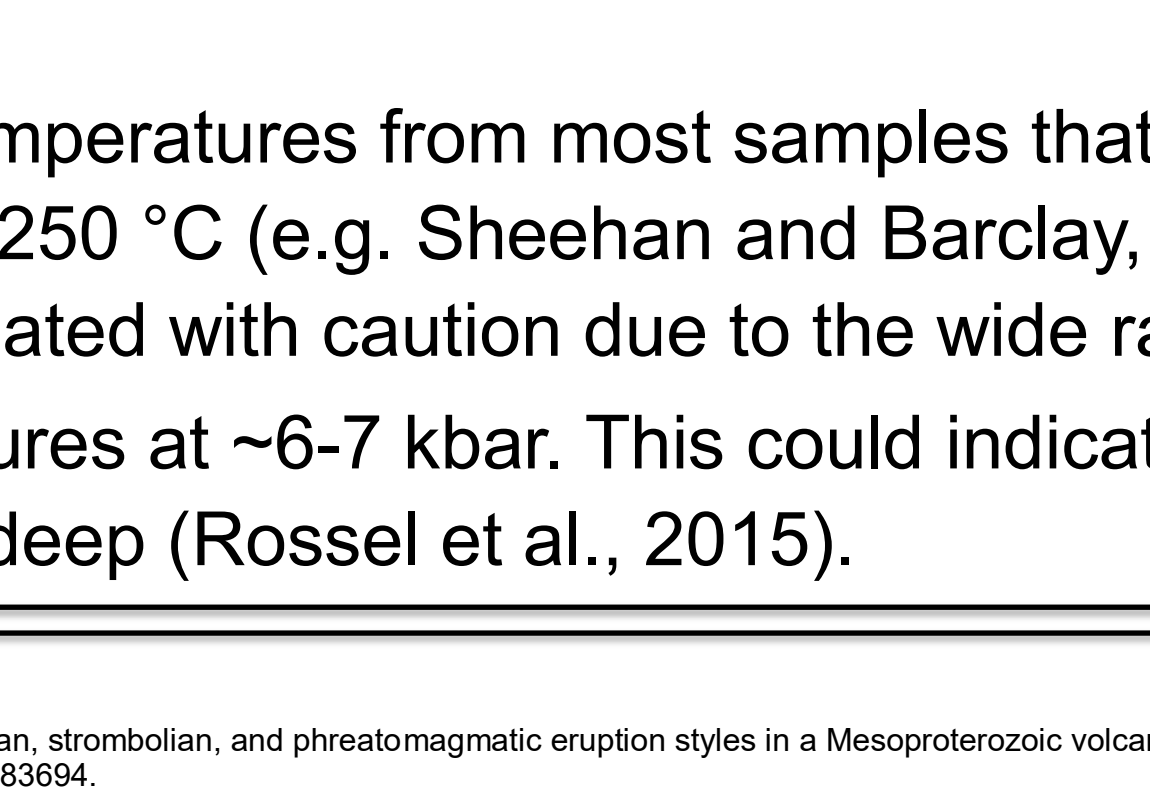 mperatures from most samples that
250 °C (e.g. Sheehan and Barclay,
ated with caution due to the wide ra
ures at ~6-7 kbar. This could indicat
deep (Rossel et al., 2015).
an, strombolian, and phreatomagmatic eruption styles in a Mesoproterozoic volcan
83694.